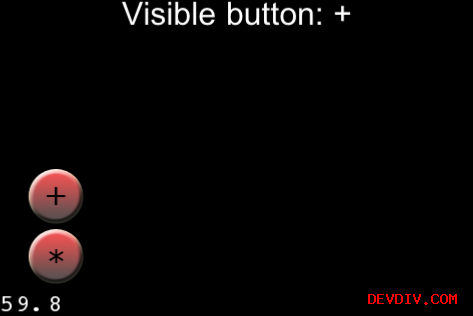 Visible button: +
+
*
59.8
DEVDIV.COM